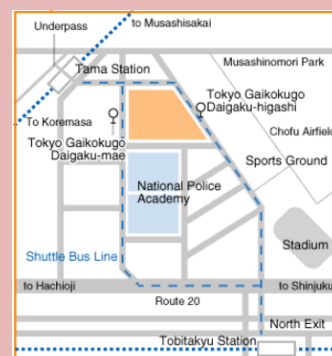 to Musashisakai
Underpass
Tama Station
Musashinomori Park
Tokyo Gaikokugo
Daigaku-higashi
To Koremasa
Chofu Airfield
Tokyo Gaikokugo
Daigaku-mae
Sports Ground
National Police
Academy
Stadium
Shuttle Bus Line
to Hachioji
to Shinjuku
Route 20
North Exit
Tobitakyu Station